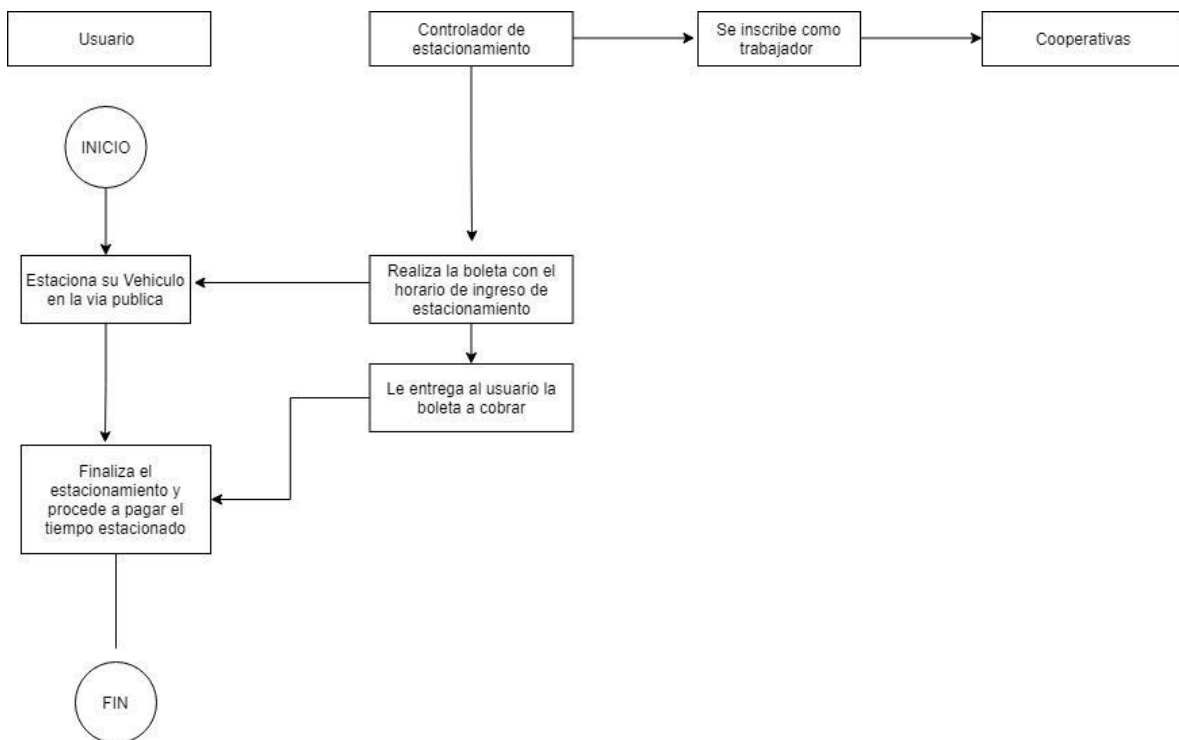 Usuario
Controlador de
estacionamiento
Se inscribe como
trabajador
Cooperativas
INICIO
Estaciona su Vehiculo
en la via publica
Realiza la boleta con el
horario de ingreso de
estacionamiento
Le entrega al usuario la
boleta a cobrar
Finaliza el
estacionamiento y
procede a pagar el
tiempo estacionado
FIN